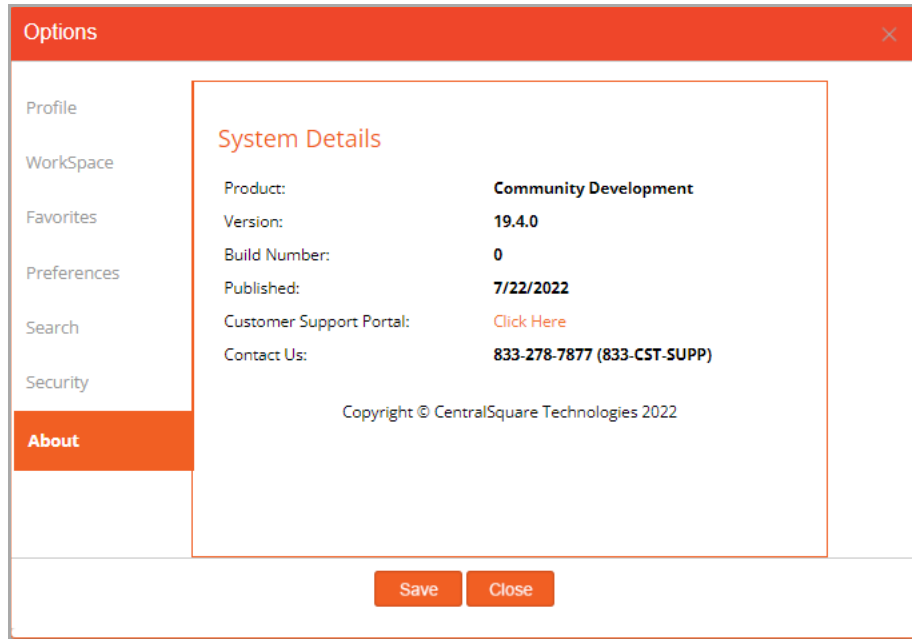 Options
Profile
WorkSpace
Favorites
Preferences
Search
Security
About
System Details
Product: Community Development
Version: 19.4.0
Build Number: 0
Published: 7/22/2022
Customer Support Portal: Click Here
Contact Us: 833-278-7877 (833-CST-SUPP)
Copyright © CentralSquare Technologies 2022
Save Close